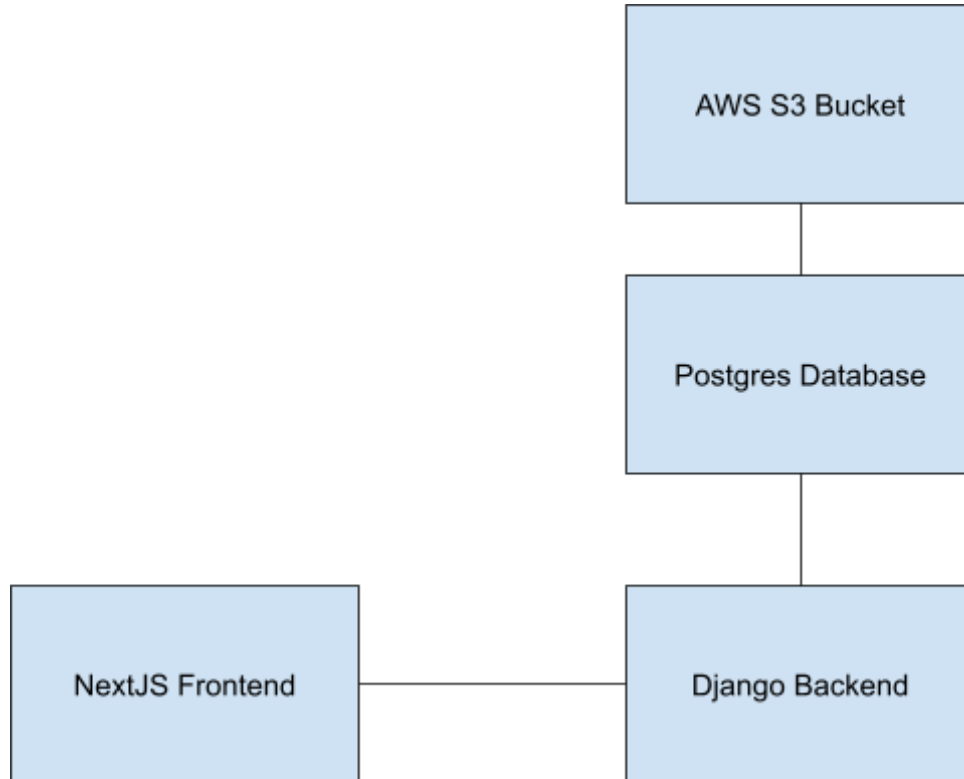 AWS S3 Bucket
Postgres Database
NextJS Frontend
Django Backend